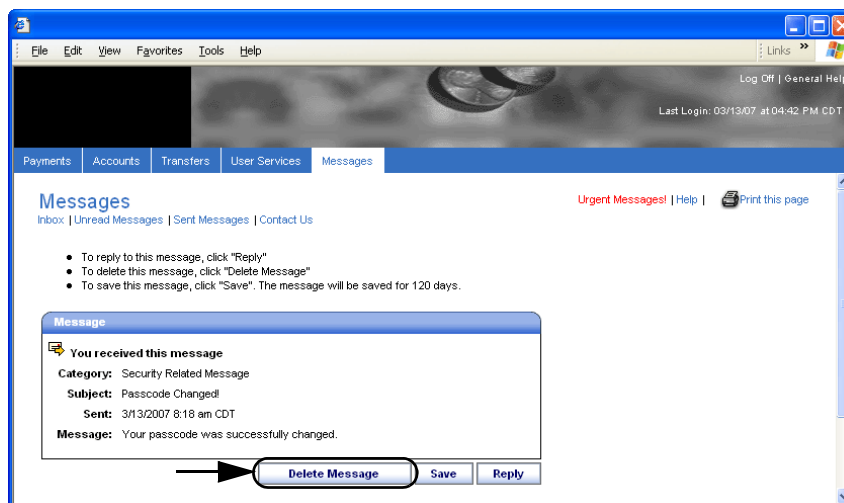 File Edit View Favorites Tools Help Links »
Log Off | General Help
Last Login: 03/13/07 at 04:42 PM CDT
Payments Accounts Transfers User Services Messages
Messages
Urgent Messages! | Help | Print this page
Inbox | Unread Messages | Sent Messages | Contact Us
• To reply to this message, click "Reply"
• To delete this message, click "Delete Message"
• To save this message, click "Save". The message will be saved for 120 days.
Message
You received this message
Category: Security Related Message
Subject: Passcode Changed!
Sent: 3/13/2007 8:18 am CDT
Message: Your passcode was successfully changed.
Delete Message Save Reply